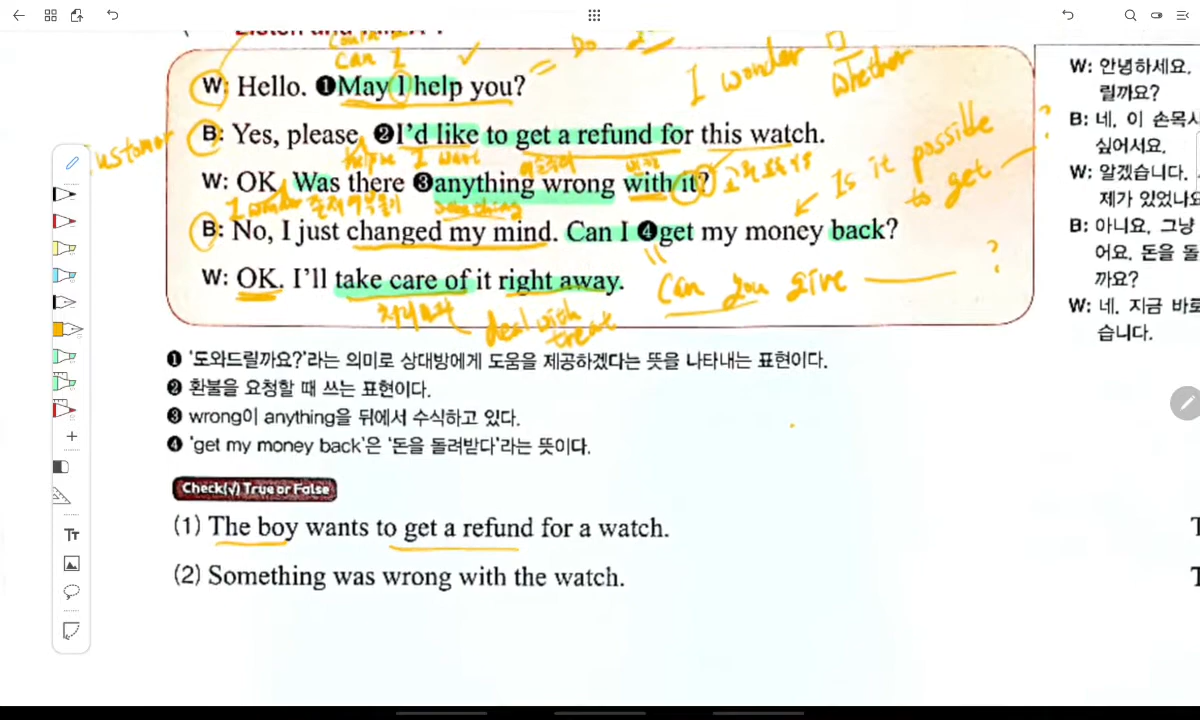 Can I
= Do
I wonder
whether
W: Hello. ❶May I help you?
B: Yes, please. ❷I'd like to get a refund for this watch.
ustomer
help me I want
Is it possible
to get — ?
W: OK. Was there ❸anything wrong with it?
I wonder
something
B: No, I just changed my mind. Can I ❹get my money back?
W: OK. I'll take care of it right away.
Can you give — ?
deal with
treat
❶ '도와드릴까요?'라는 의미로 상대방에게 도움을 제공하겠다는 뜻을 나타내는 표현이다.
❷ 환불을 요청할 때 쓰는 표현이다.
❸ wrong이 anything을 뒤에서 수식하고 있다.
❹ 'get my money back'은 '돈을 돌려받다'라는 뜻이다.
Check(√) True or False
(1) The boy wants to get a refund for a watch.
(2) Something was wrong with the watch.
W: 안녕하세요.
릴까요?
B: 네, 이 손목시
싶어서요.
W: 알겠습니다.
제가 있었나요
B: 아니요, 그냥
어요. 돈을 돌
까요?
W: 네. 지금 바로
습니다.
T
T
Tт